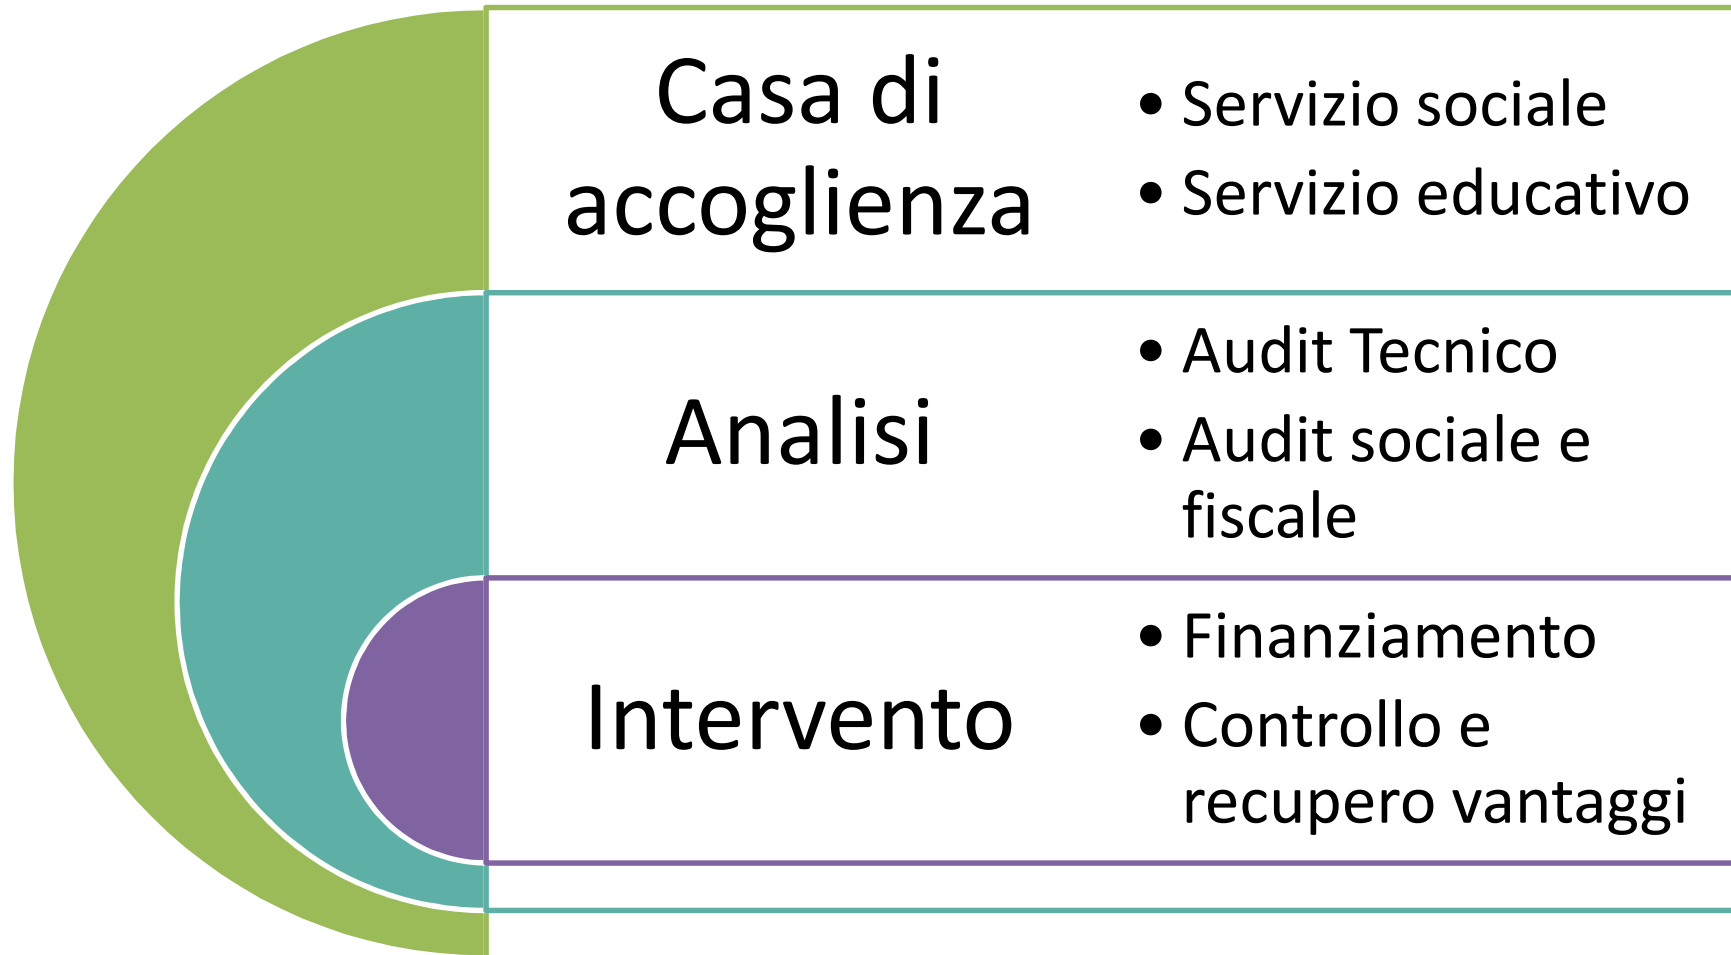 Casa di
accoglienza
• Servizio sociale
• Servizio educativo
Analisi
• Audit Tecnico
• Audit sociale e
fiscale
Intervento
• Finanziamento
• Controllo e
recupero vantaggi